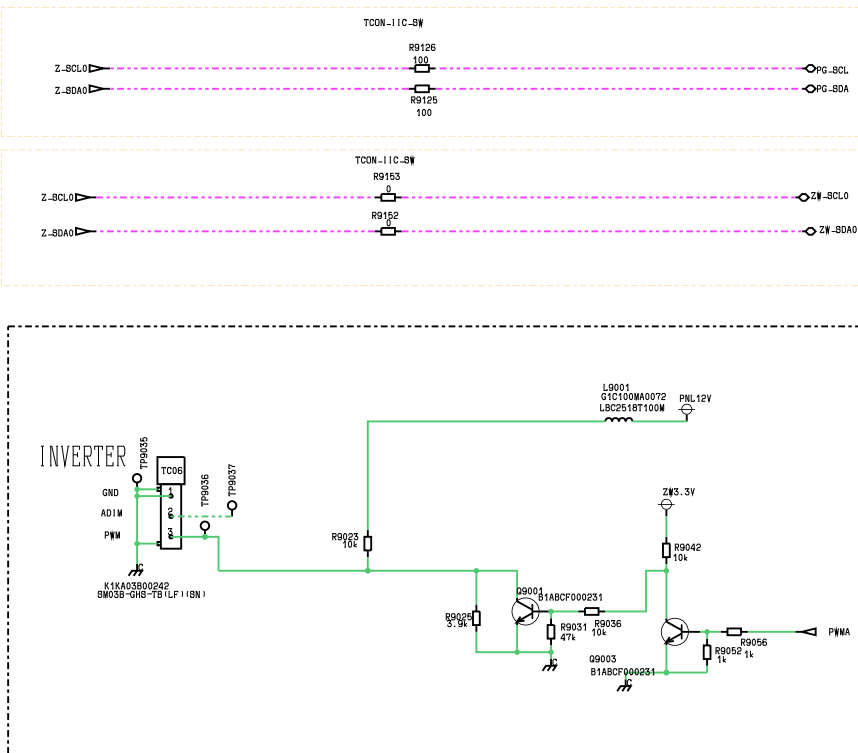 TCON-IIC-SW
R9126
100
Z-SCL0
PG-SCL
Z-SDA0
PG-SDA
R9125
100
TCON-IIC-SW
R9153
0
Z-SCL0
ZW-SCL0
R9152
0
Z-SDA0
ZW-SDA0
L9001
G1C100MA0072
LBC2518T100M
PNL12V
INVERTER
TP9035
TC06
TP9036
TP9037
GND
1
ADIM
2
PWM
3
K1KA03B00242
SM03B-GHS-TB(LF)(SN)
ZW3.3V
R9023
10k
R9042
10k
Q9001
B1ABCF000231
R9025
3.9k
R9031
47k
R9036
10k
PWMA
R9056
1k
R9052
1k
Q9003
B1ABCF000231